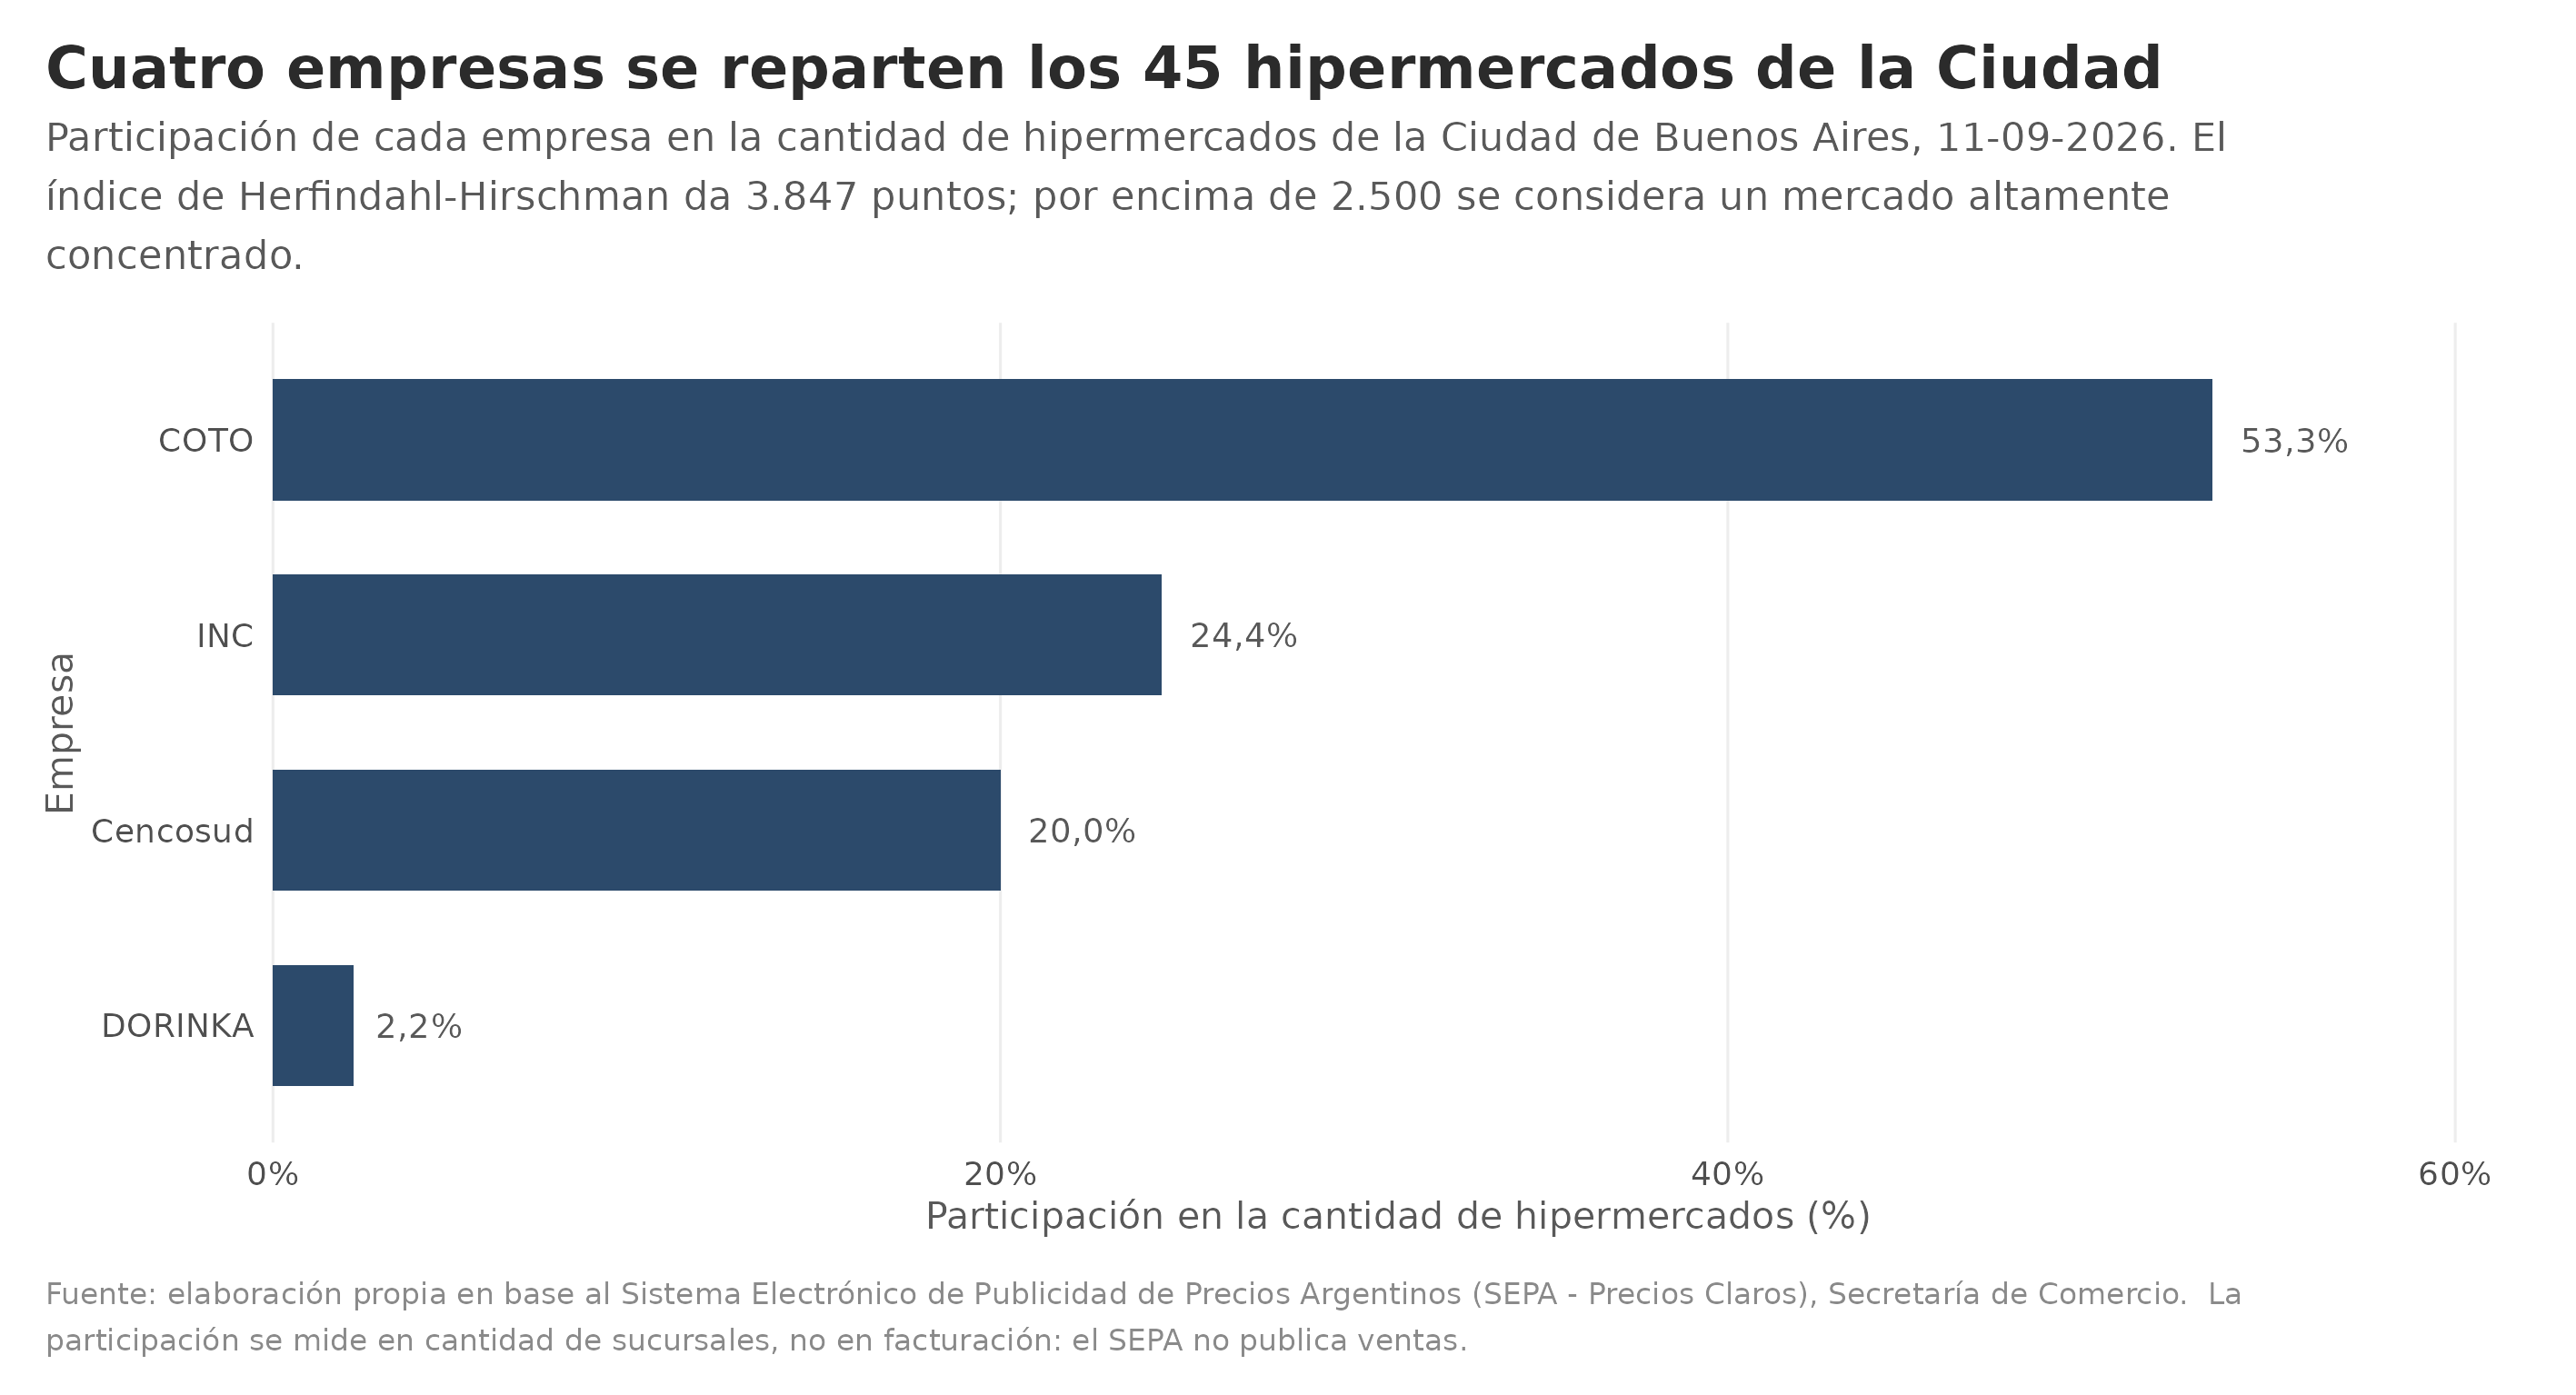 Cuatro empresas se reparten los 45 hipermercados de la Ciudad
Participación de cada empresa en la cantidad de hipermercados de la Ciudad de Buenos Aires, 11-09-2026. El
índice de Herfindahl-Hirschman da 3.847 puntos; por encima de 2.500 se considera un mercado altamente
concentrado.
Empresa
COTO
53,3%
INC
24,4%
Cencosud
20,0%
DORINKA
2,2%
0%
20%
40%
60%
Participación en la cantidad de hipermercados (%)
Fuente: elaboración propia en base al Sistema Electrónico de Publicidad de Precios Argentinos (SEPA - Precios Claros), Secretaría de Comercio.  La
participación se mide en cantidad de sucursales, no en facturación: el SEPA no publica ventas.